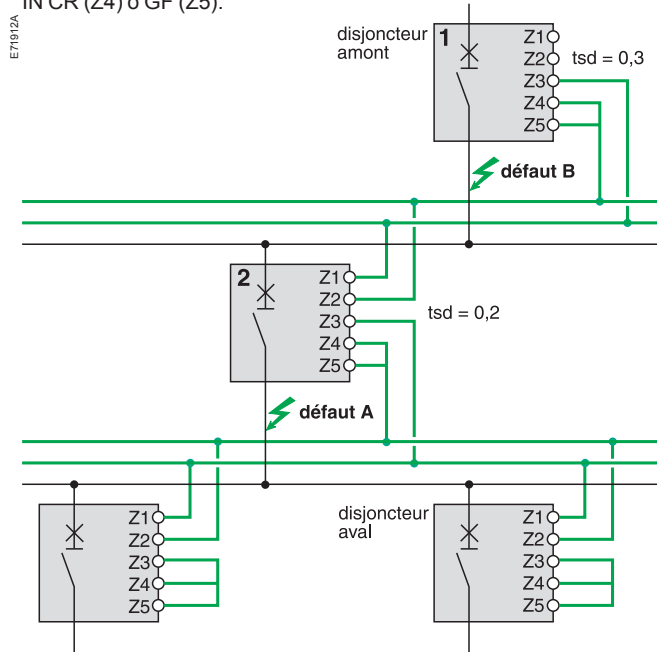 IN CR (Z4) o GF (Z5).
E71912A
disjoncteur
amont
1
Z1
Z2
Z3
Z4
Z5
tsd = 0,3
défaut B
2
Z1
Z2
Z3
Z4
Z5
tsd = 0,2
défaut A
Z1
Z2
Z3
Z4
Z5
disjoncteur
aval
Z1
Z2
Z3
Z4
Z5